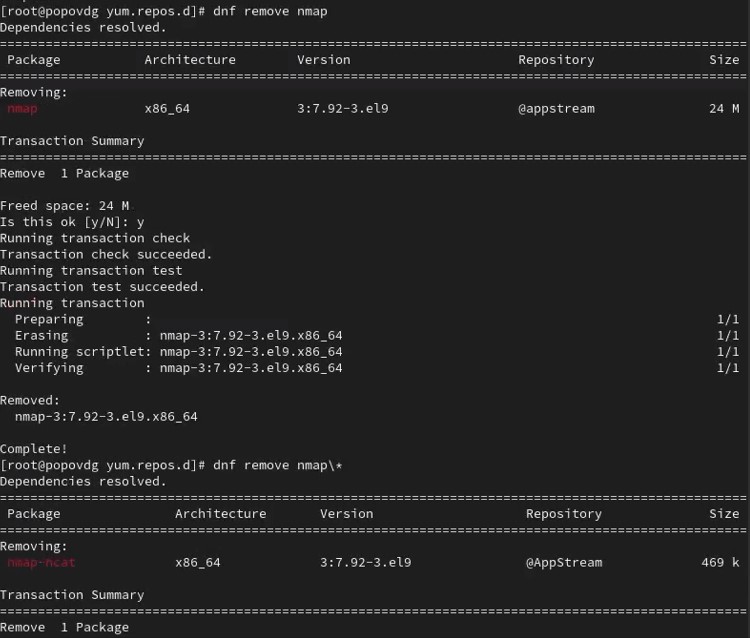 [root@popovdg yum.repos.d]# dnf remove nmap
Dependencies resolved.
================================================================================================
Package Architecture Version Repository Size
================================================================================================
Removing:
nmap x86_64 3:7.92-3.el9 @appstream 24 M
Transaction Summary
================================================================================================
Remove 1 Package
Freed space: 24 M
Is this ok [y/N]: y
Running transaction check
Transaction check succeeded.
Running transaction test
Transaction test succeeded.
Running transaction
Preparing : 1/1
Erasing : nmap-3:7.92-3.el9.x86_64 1/1
Running scriptlet: nmap-3:7.92-3.el9.x86_64 1/1
Verifying : nmap-3:7.92-3.el9.x86_64 1/1
Removed:
nmap-3:7.92-3.el9.x86_64
Complete!
[root@popovdg yum.repos.d]# dnf remove nmap\*
Dependencies resolved.
================================================================================================
Package Architecture Version Repository Size
================================================================================================
Removing:
nmap-ncat x86_64 3:7.92-3.el9 @AppStream 469 k
Transaction Summary
================================================================================================
Remove 1 Package